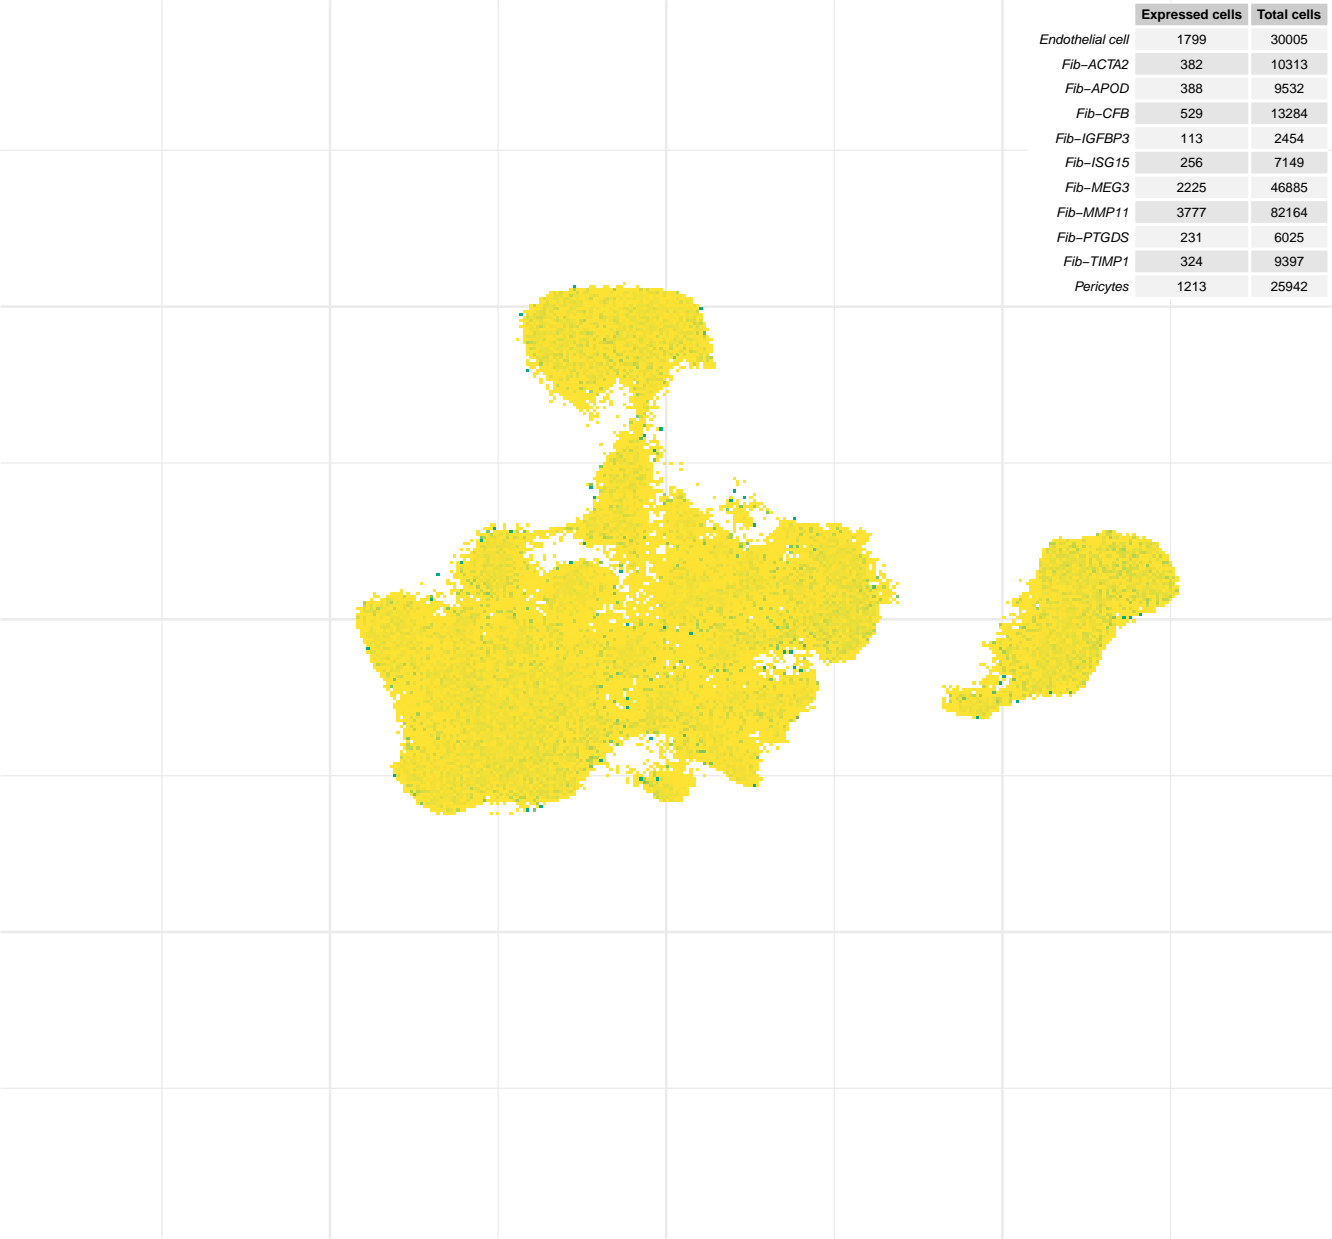 Expressed cells Total cells
Endothelial cell 1799 30005
Fib−ACTA2 382 10313
Fib−APOD 388 9532
Fib−CFB 529 13284
Fib−IGFBP3 113 2454
Fib−ISG15 256 7149
Fib−MEG3 2225 46885
Fib−MMP11 3777 82164
Fib−PTGDS 231 6025
Fib−TIMP1 324 9397
Pericytes 1213 25942